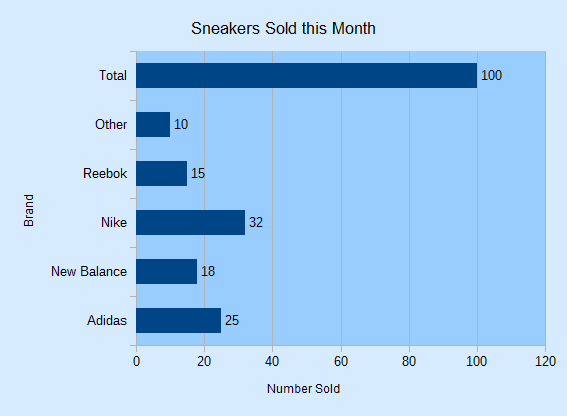 Sneakers Sold this Month
Total 100
Other 10
Reebok 15
Nike 32
New Balance 18
Adidas 25
0 20 40 60 80 100 120
Number Sold
Brand